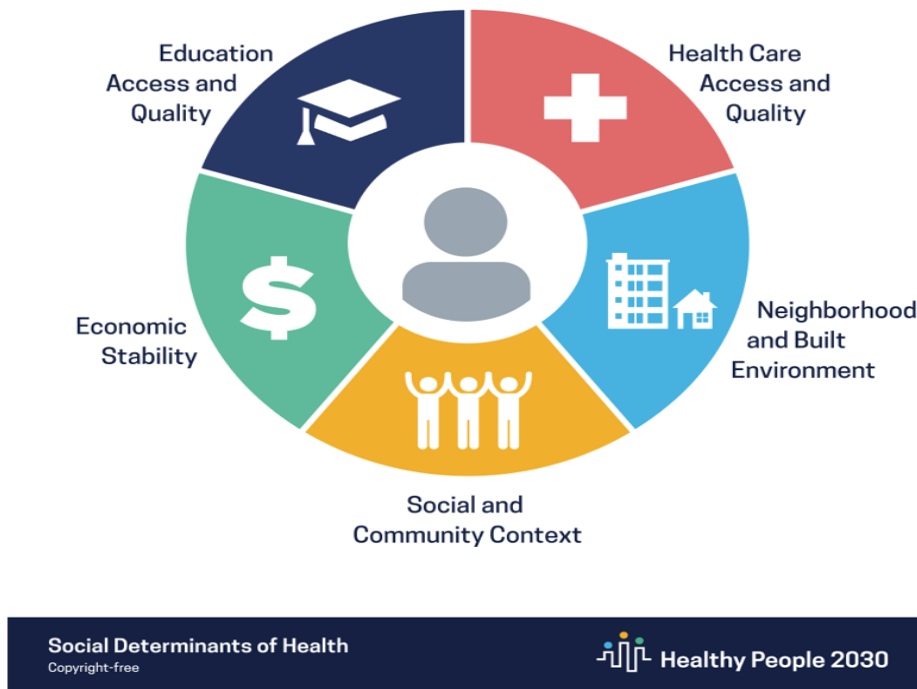 Education
Access and
Quality
Health Care
Access and
Quality
Economic
Stability
Neighborhood
and Built
Environment
Social and
Community Context
Social Determinants of Health
Copyright-free
Healthy People 2030